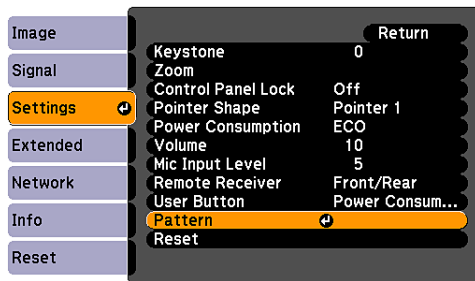 Image
Signal
Settings
Extended
Network
Info
Reset
Return
Keystone 0
Zoom
Control Panel Lock Off
Pointer Shape Pointer 1
Power Consumption ECO
Volume 10
Mic Input Level 5
Remote Receiver Front/Rear
User Button Power Consum...
Pattern
Reset